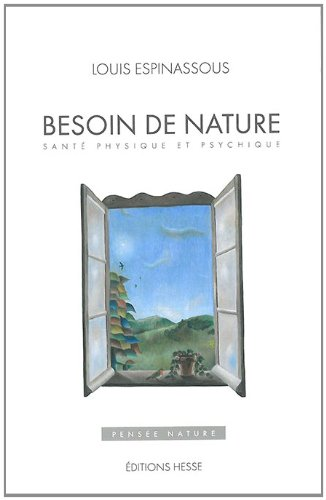 LOUIS ESPINASSOUS
BESOIN DE NATURE
SANTÉ PHYSIQUE ET PSYCHIQUE
PENSÉE NATURE
ÉDITIONS HESSE